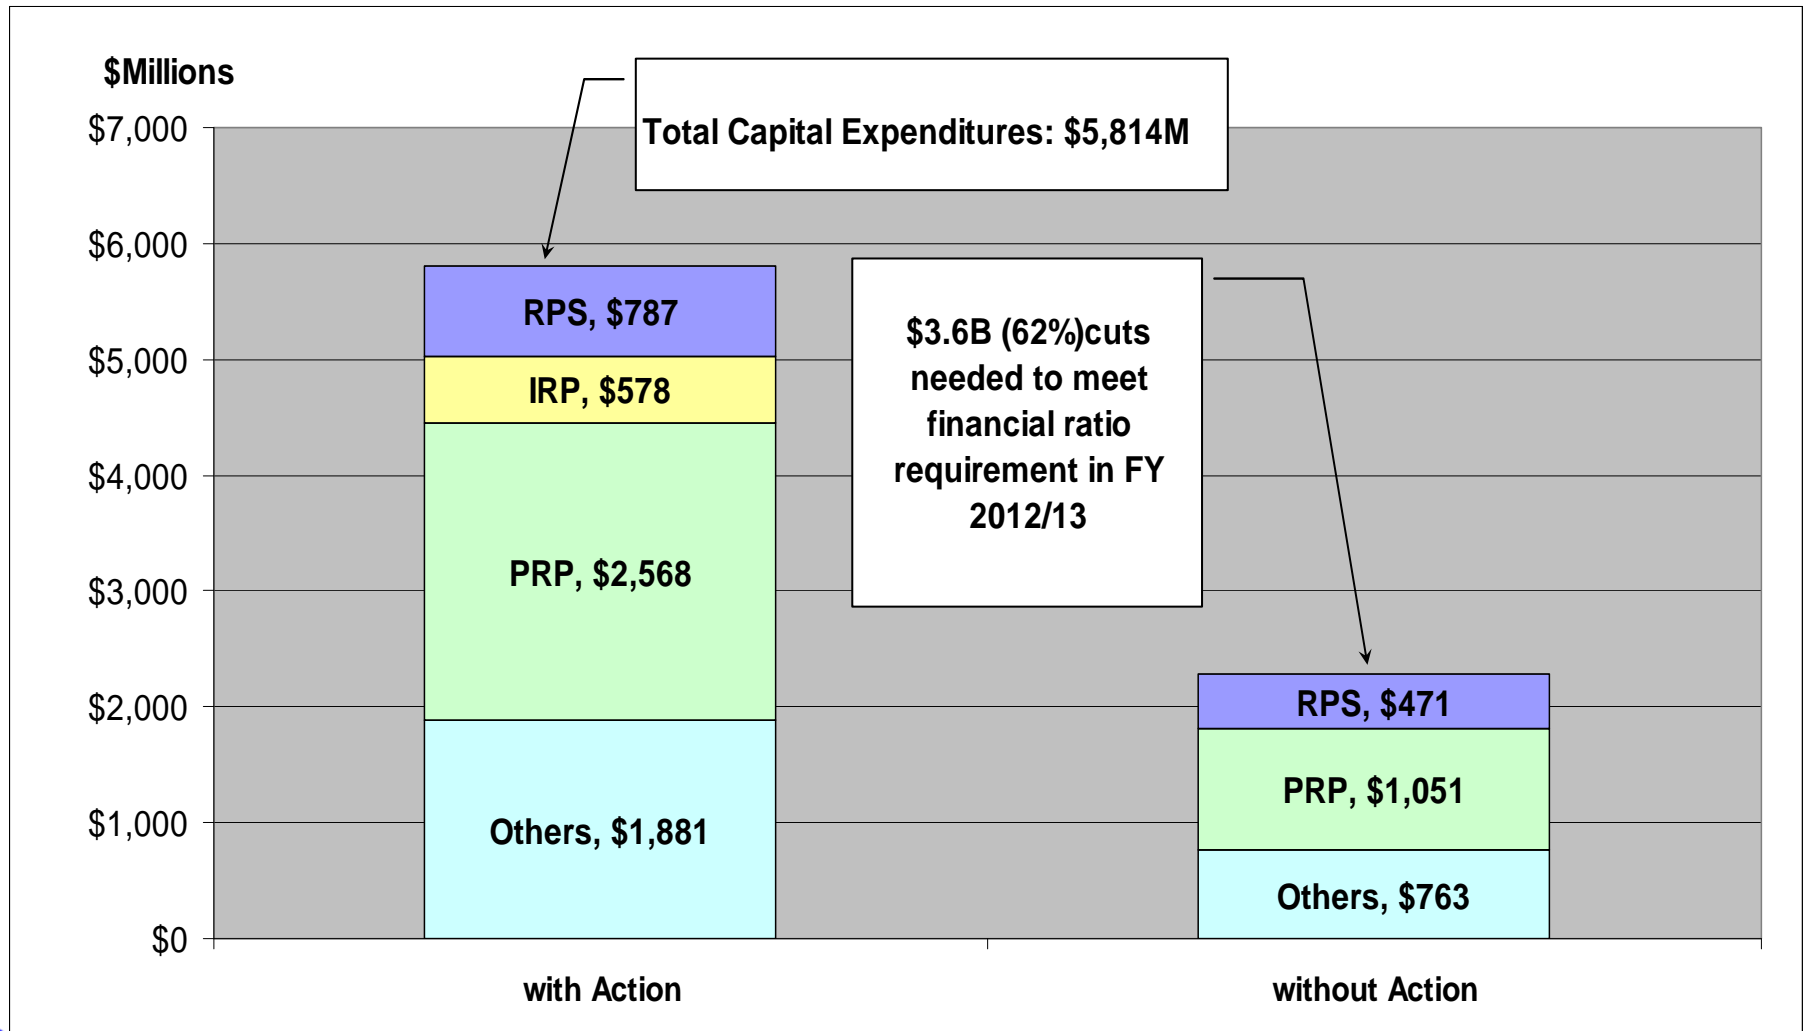 $Millions
Total Capital Expenditures: $5,814M
$7,000
$6,000
$5,000
$4,000
$3,000
$2,000
$1,000
$0
RPS, $787
IRP, $578
PRP, $2,568
Others, $1,881
$3.6B (62%)cuts
needed to meet
financial ratio
requirement in FY
2012/13
RPS, $471
PRP, $1,051
Others, $763
with Action
without Action